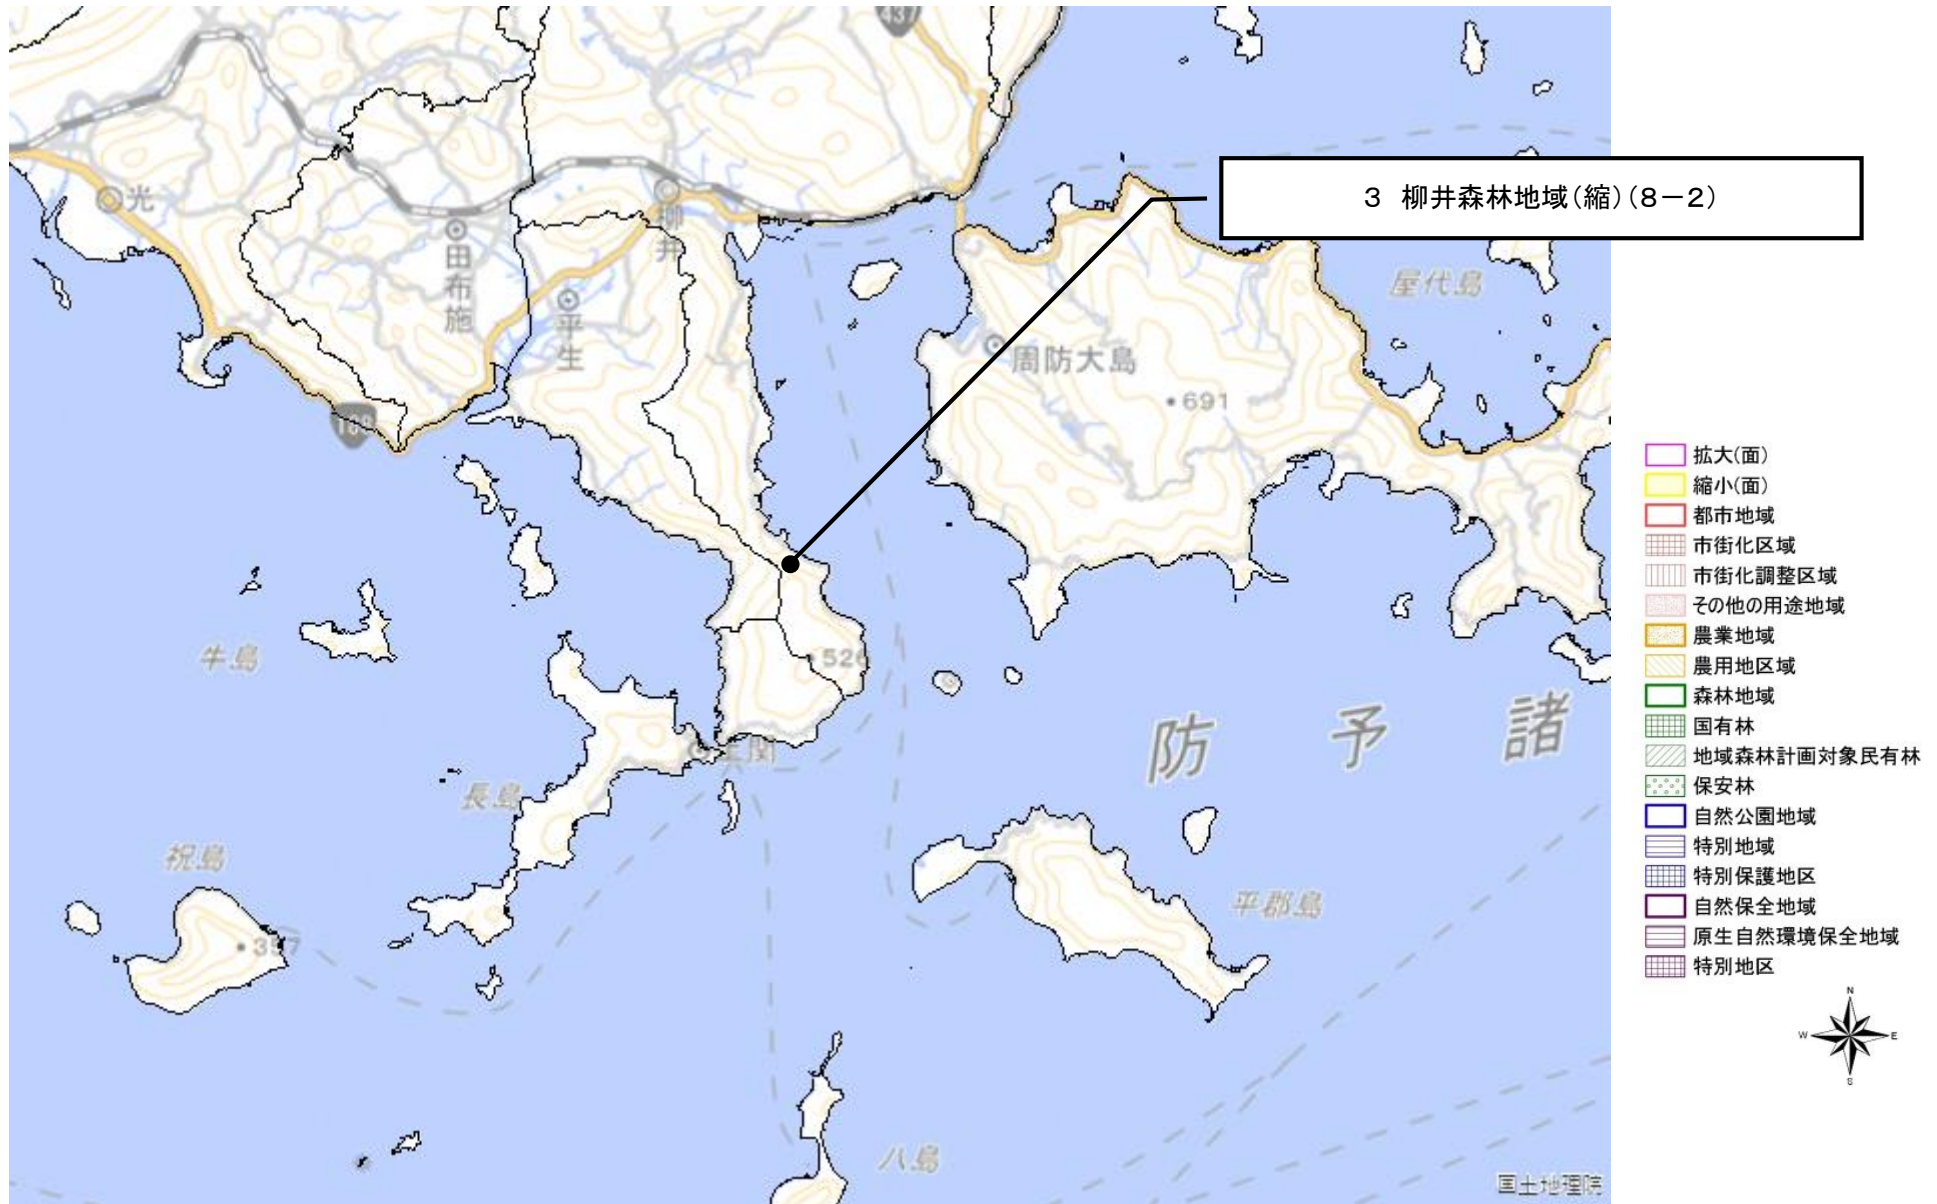 437
3 柳井森林地域(縮)(8－2)
光
柳井
田布施
平生
屋代島
周防大島
691
拡大(面)
縮小(面)
都市地域
市街化区域
市街化調整区域
その他の用途地域
農業地域
農用地区域
森林地域
国有林
地域森林計画対象民有林
保安林
自然公園地域
特別地域
特別保護地区
自然保全地域
原生自然環境保全地域
特別地区
牛島
526
防予諸
長島
祝島
平郡島
357
N
W
E
S
八島
国土地理院